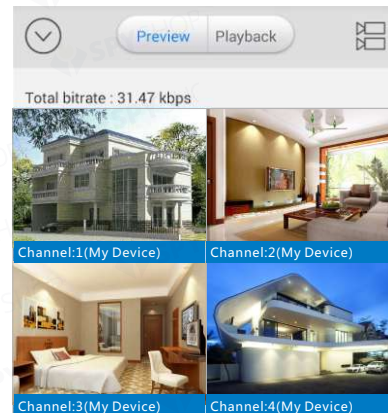 Preview Playback
Total bitrate : 31.47 kbps
Channel:1(My Device) Channel:2(My Device)
Channel:3(My Device) Channel:4(My Device)